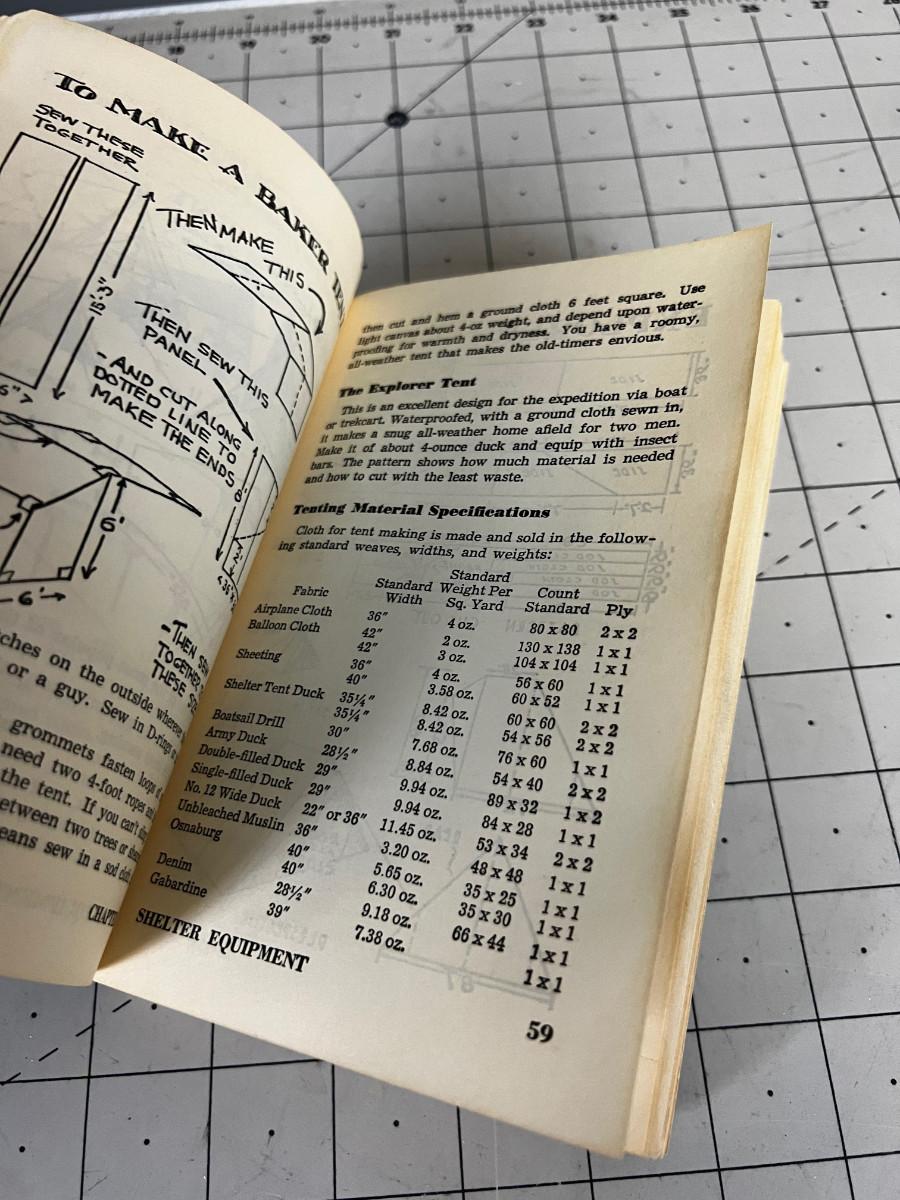 To MAKE A BAKER TENT
SEW THESE
TOGETHER
THEN MAKE
THIS
15'-3"
THEN SEW THIS
PANEL
-AND CUT ALONG
DOTTED LINE TO
MAKE THE ENDS
8'
2'
6'
6'
-THEN SEW
TOGETHER
THESE
on the outside
or a guy. Sew in D-rings
grommets fasten loops
need two 4-foot ropes
the tent. If you can't
between two trees or
means sew in a sod
then cut and hem a ground cloth 6 feet square. Use
light canvas about 4-oz weight, and depend upon water-
proofing for warmth and dryness. You have a roomy,
all-weather tent that makes the old-timers envious.
The Explorer Tent
This is an excellent design for the expedition via boat
or trekcart. Waterproofed, with a ground cloth sewn in,
it makes a snug all-weather home afield for two men.
Make it of about 4-ounce duck and equip with insect
bars. The pattern shows how much material is needed
and how to cut with the least waste.
Tenting Material Specifications
Cloth for tent making is made and sold in the follow-
ing standard weaves, widths, and weights:
Standard
Standard Weight Per Count
Fabric Width Sq. Yard Standard Ply
Airplane Cloth 36" 4 oz. 80 x 80 2 x 2
Balloon Cloth 42" 2 oz. 130 x 138 1 x 1
42" 3 oz. 104 x 104 1 x 1
Sheeting 36" 4 oz. 56 x 60 1 x 1
40" 3.58 oz. 60 x 52 1 x 1
Shelter Tent Duck 35¼" 8.42 oz. 60 x 60 2 x 2
35¼" 8.42 oz. 54 x 56 2 x 2
Boatsail Drill 30" 7.68 oz. 76 x 60 1 x 1
Army Duck 28½" 8.84 oz. 54 x 40 2 x 2
Double-filled Duck 29" 9.94 oz. 89 x 32 1 x 2
Single-filled Duck 29" 9.94 oz. 84 x 28 1 x 1
No. 12 Wide Duck 22" or 36" 11.45 oz. 53 x 34 2 x 2
Unbleached Muslin 36" 3.20 oz. 48 x 48 1 x 1
Osnaburg 40" 5.65 oz. 35 x 25 1 x 1
40" 6.30 oz. 35 x 30 1 x 1
Denim 28½" 9.18 oz. 66 x 44 1 x 1
Gabardine 39" 7.38 oz. 1 x 1
SHELTER EQUIPMENT
59